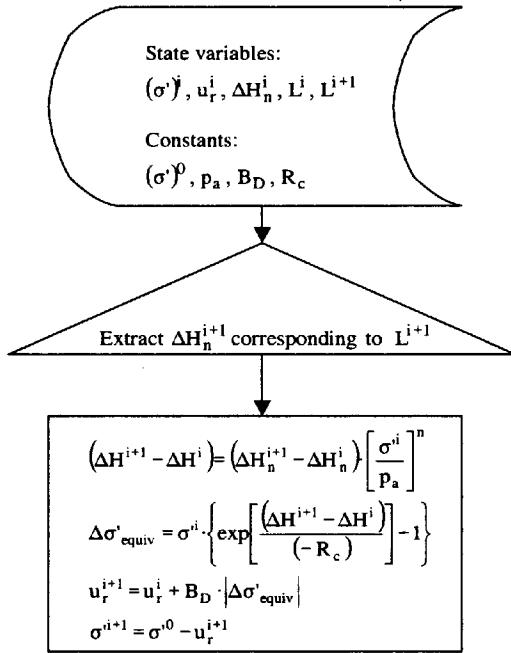 State variables:
(σ')ⁱ, uᵣⁱ, ΔHₙⁱ, Lⁱ, Lⁱ⁺¹
Constants:
(σ')⁰, pₐ, B_D, R_c
Extract ΔHₙⁱ⁺¹ corresponding to Lⁱ⁺¹
(ΔHⁱ⁺¹ − ΔHⁱ) = (ΔHₙⁱ⁺¹ − ΔHₙⁱ)·[σ'ⁱ / pₐ]ⁿ
Δσ'_equiv = σ'ⁱ·{exp[(ΔHⁱ⁺¹ − ΔHⁱ) / (−R_c)] − 1}
uᵣⁱ⁺¹ = uᵣⁱ + B_D·|Δσ'_equiv|
σ'ⁱ⁺¹ = σ'⁰ − uᵣⁱ⁺¹